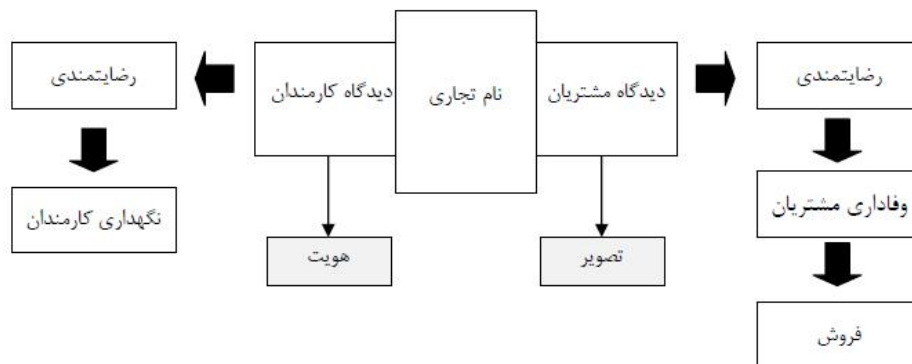 رضایتمندی
دیدگاه مشتریان
نام تجاری
دیدگاه کارمندان
رضایتمندی
وفاداری مشتریان
نگهداری کارمندان
تصویر
هویت
فروش